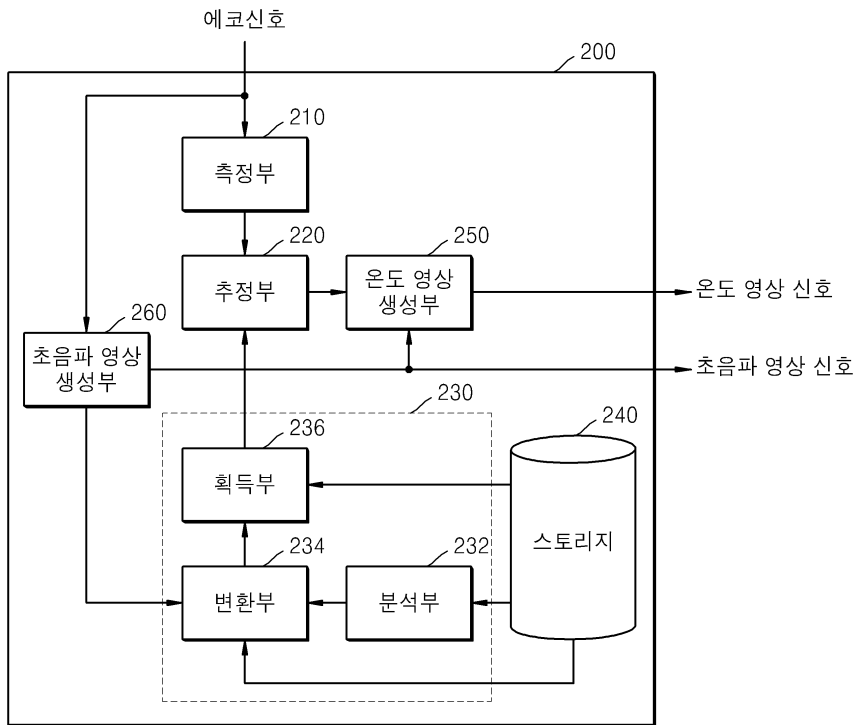 에코신호
200
210
측정부
220
추정부
250
온도 영상
생성부
온도 영상 신호
260
초음파 영상
생성부
초음파 영상 신호
230
236
획득부
240
스토리지
234
변환부
232
분석부